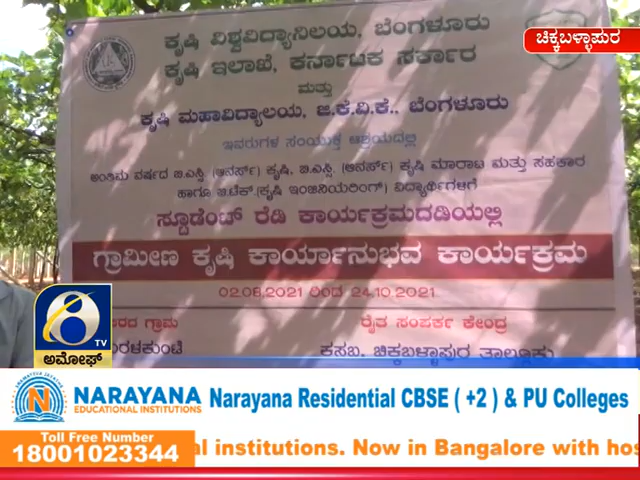 ಕೃಷಿ ವಿಶ್ವವಿದ್ಯಾನಿಲಯ, ಬೆಂಗಳೂರು
ಚಿಕ್ಕಬಳ್ಳಾಪುರ
ಕೃಷಿ ಇಲಾಖೆ, ಕರ್ನಾಟಕ ಸರ್ಕಾರ
ಮತ್ತು
ಕೃಷಿ ಮಹಾವಿದ್ಯಾಲಯ, ಜಿ.ಕೆ.ವಿ.ಕೆ., ಬೆಂಗಳೂರು
ಇವರುಗಳ ಸಂಯುಕ್ತ ಆಶ್ರಯದಲ್ಲಿ
ಅಂತಿಮ ವರ್ಷದ ಬಿ.ಎಸ್ಸಿ (ಆನರ್ಸ್) ಕೃಷಿ, ಬಿ.ಎಸ್ಸಿ, (ಆನರ್ಸ್) ಕೃಷಿ ಮಾರಾಟ ಮತ್ತು ಸಹಕಾರ
ಹಾಗೂ ಬಿ.ಟೆಕ್.(ಕೃಷಿ ಇಂಜಿನಿಯರಿಂಗ್) ವಿದ್ಯಾರ್ಥಿಗಳಿಗೆ
ಸ್ಟೂಡೆಂಟ್ ರೆಡಿ ಕಾರ್ಯಕ್ರಮದಡಿಯಲ್ಲಿ
ಗ್ರಾಮೀಣ ಕೃಷಿ ಕಾರ್ಯಾನುಭವ ಕಾರ್ಯಕ್ರಮ
02.08.2021 ರಿಂದ 24.10.2021
ಗ್ರಾಮ ರೈತ ಸಂಪರ್ಕ ಕೇಂದ್ರ
ಕಸಬ, ಚಿಕ್ಕಬಳ್ಳಾಪುರ ತಾಲ್ಲೂಕು
TV
ಅಮೋಘ್
NARAYANA
EDUCATIONAL INSTITUTIONS
Narayana Residential CBSE ( +2 ) & PU Colleges
Toll Free Number
18001023344
al institutions. Now in Bangalore with hos